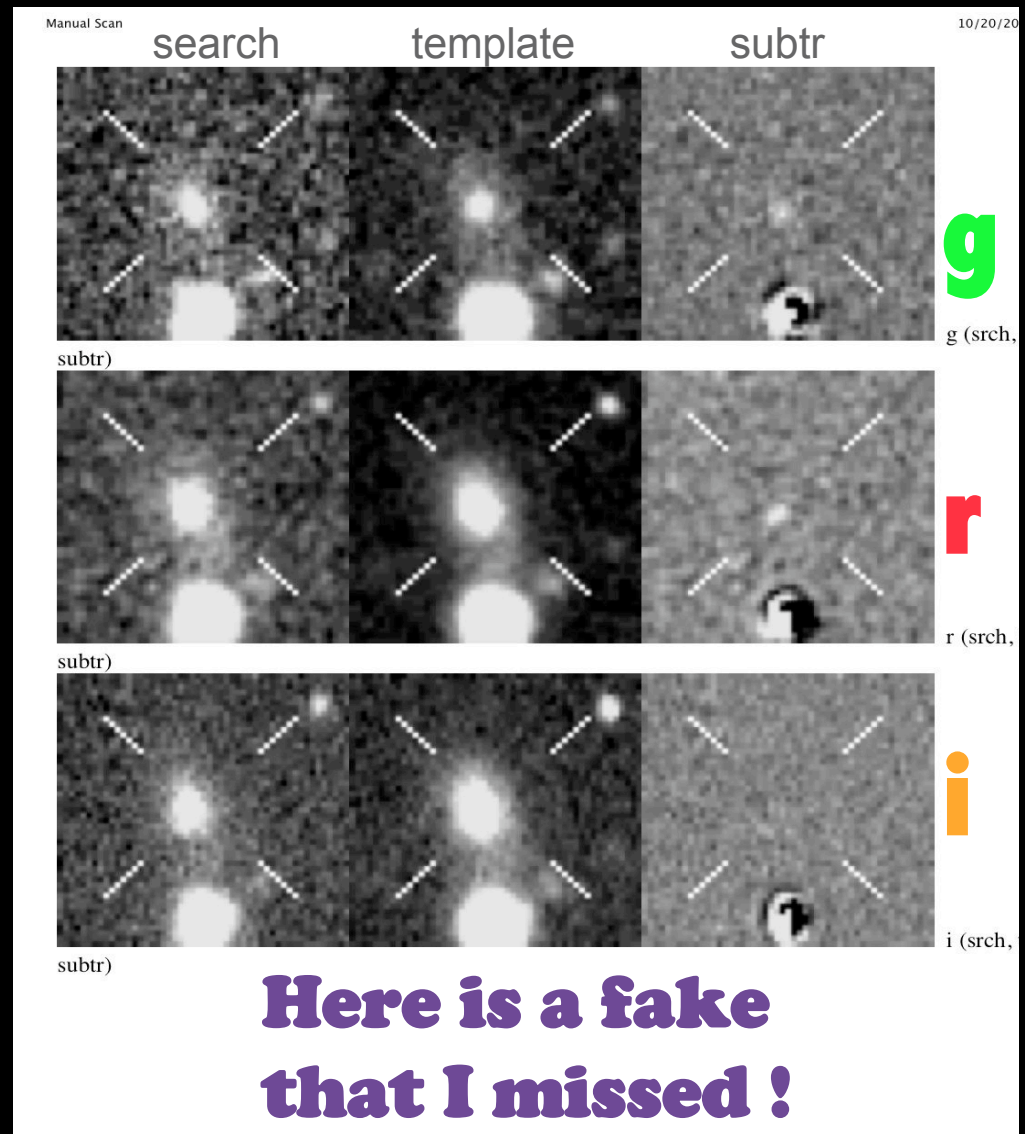 Manual Scan 10/20/20
search template subtr
g
g (srch,
subtr)
r
r (srch,
subtr)
i
i (srch,
subtr)
Here is a fake
that I missed !